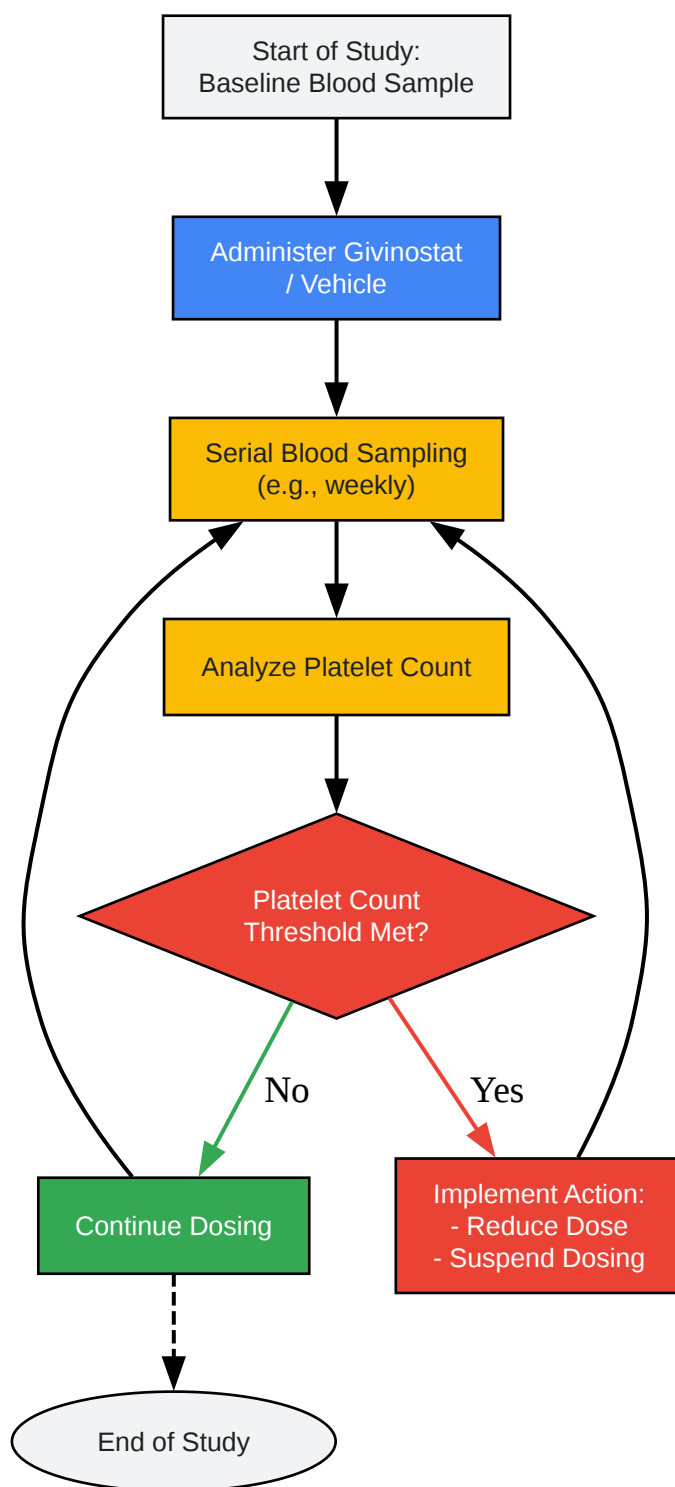 Start of Study:
Baseline Blood Sample
Administer Givinostat
/ Vehicle
Serial Blood Sampling
(e.g., weekly)
Analyze Platelet Count
Platelet Count
Threshold Met?
No
Yes
Continue Dosing
Implement Action:
- Reduce Dose
- Suspend Dosing
End of Study